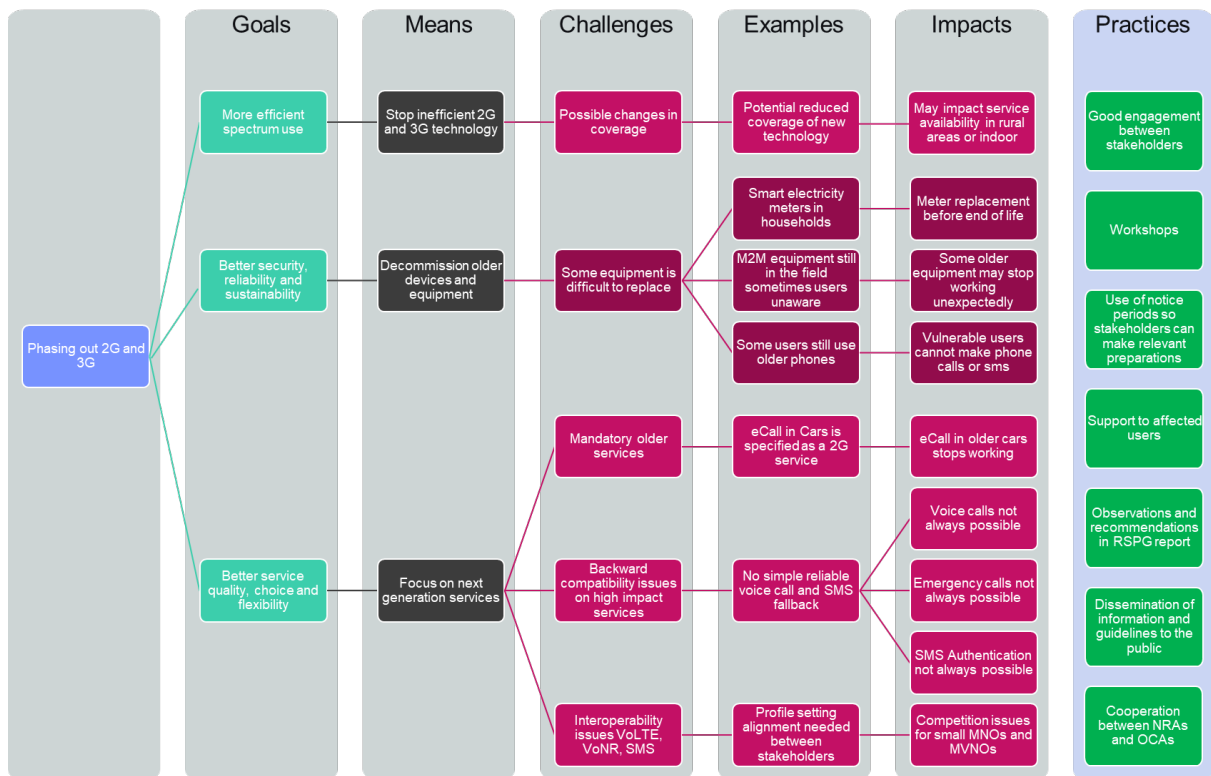 Goals
Means
Challenges
Examples
Impacts
Practices
Phasing out 2G and
3G
More efficient
spectrum use
Stop inefficient 2G
and 3G technology
Possible changes in
coverage
Potential reduced
coverage of new
technology
May impact service
availability in rural
areas or indoor
Better security,
reliability and
sustainability
Decommission older
devices and
equipment
Some equipment is
difficult to replace
Smart electricity
meters in
households
Meter replacement
before end of life
M2M equipment still
in the field
sometimes users
unaware
Some older
equipment may stop
working
unexpectedly
Some users still use
older phones
Vulnerable users
cannot make phone
calls or sms
Better service
quality, choice and
flexibility
Focus on next
generation services
Mandatory older
services
eCall in Cars is
specified as a 2G
service
eCall in older cars
stops working
Backward
compatibility issues
on high impact
services
No simple reliable
voice call and SMS
fallback
Voice calls not
always possible
Emergency calls not
always possible
SMS Authentication
not always possible
Interoperability
issues VoLTE,
VoNR, SMS
Profile setting
alignment needed
between
stakeholders
Competition issues
for small MNOs and
MVNOs
Good engagement
between
stakeholders
Workshops
Use of notice
periods so
stakeholders can
make relevant
preparations
Support to affected
users
Observations and
recommendations
in RSPG report
Dissemination of
information and
guidelines to the
public
Cooperation
between NRAs
and OCAs